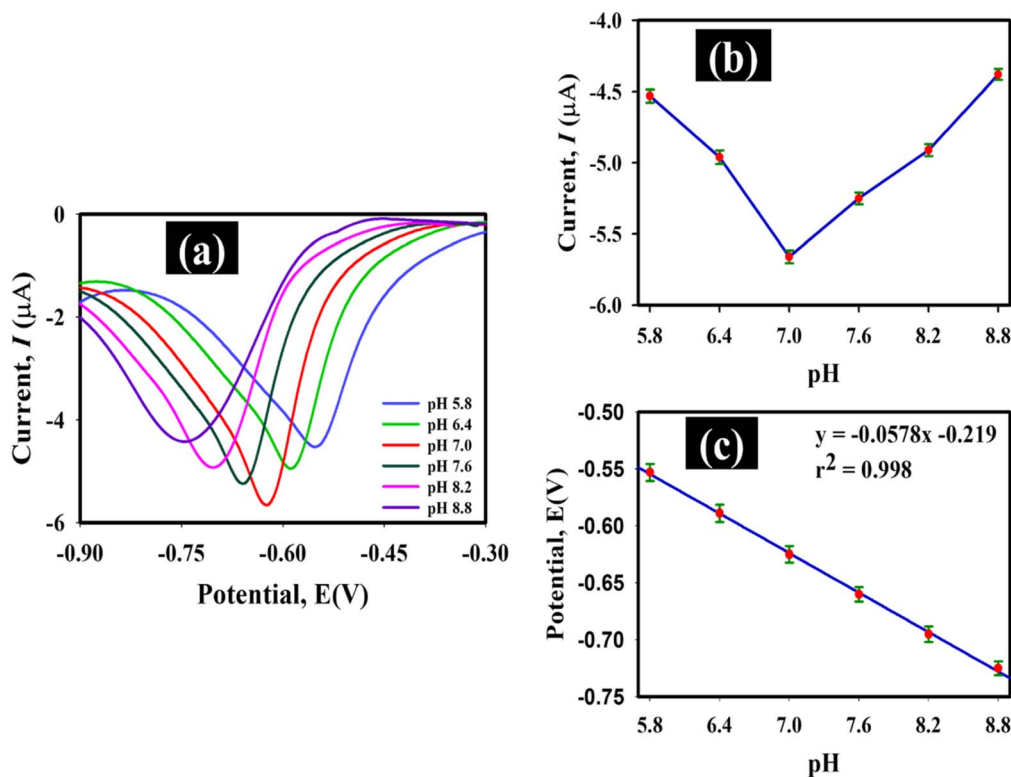 (a)
Current, I (μA)
0
-2
-4
-6
pH 5.8
pH 6.4
pH 7.0
pH 7.6
pH 8.2
pH 8.8
-0.90 -0.75 -0.60 -0.45 -0.30
Potential, E(V)
(b)
Current, I (μA)
-4.0
-4.5
-5.0
-5.5
-6.0
5.8 6.4 7.0 7.6 8.2 8.8
pH
(c)
y = -0.0578x -0.219
r² = 0.998
Potential, E(V)
-0.50
-0.55
-0.60
-0.65
-0.70
-0.75
5.8 6.4 7.0 7.6 8.2 8.8
pH